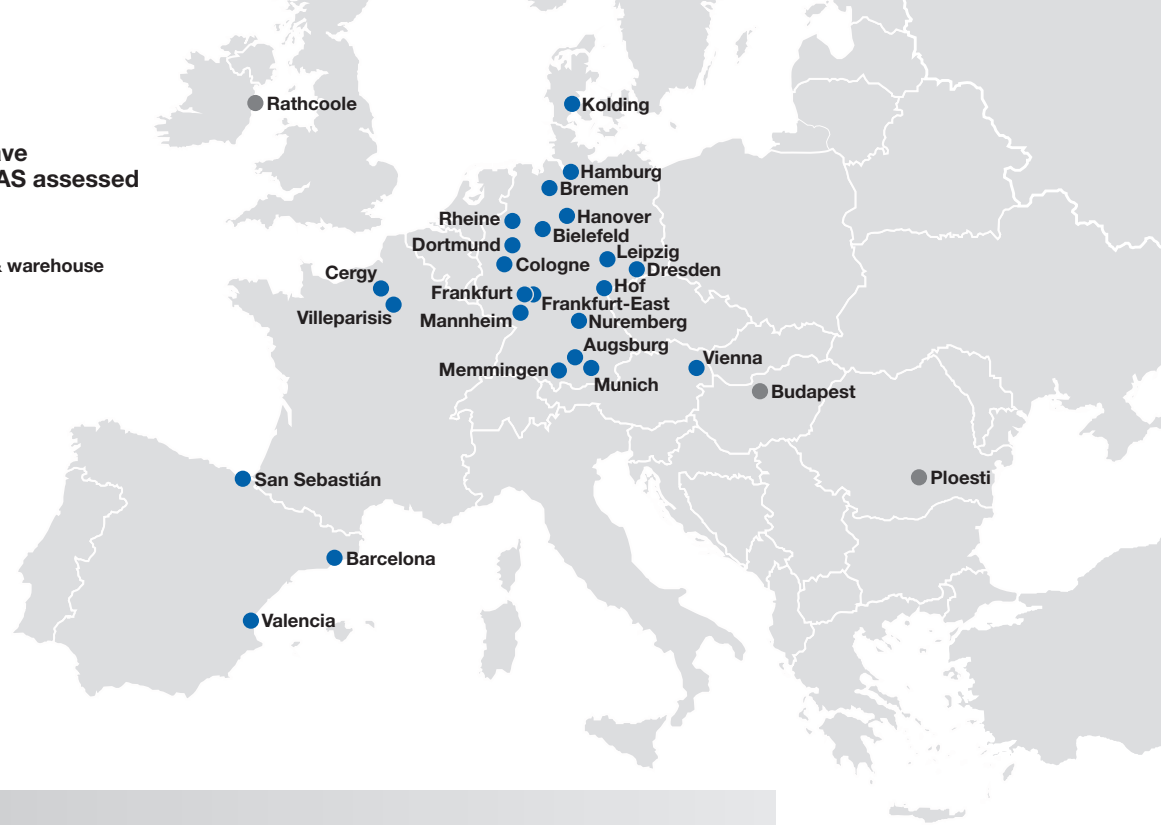 Rathcoole
Kolding
AS assessed
Hamburg
Bremen
Rheine
Hanover
Bielefeld
Dortmund
Leipzig
Cologne
Dresden
warehouse
Cergy
Hof
Frankfurt
Frankfurt-East
Villeparisis
Mannheim
Nuremberg
Augsburg
Vienna
Memmingen
Munich
Budapest
San Sebastián
Ploesti
Barcelona
Valencia